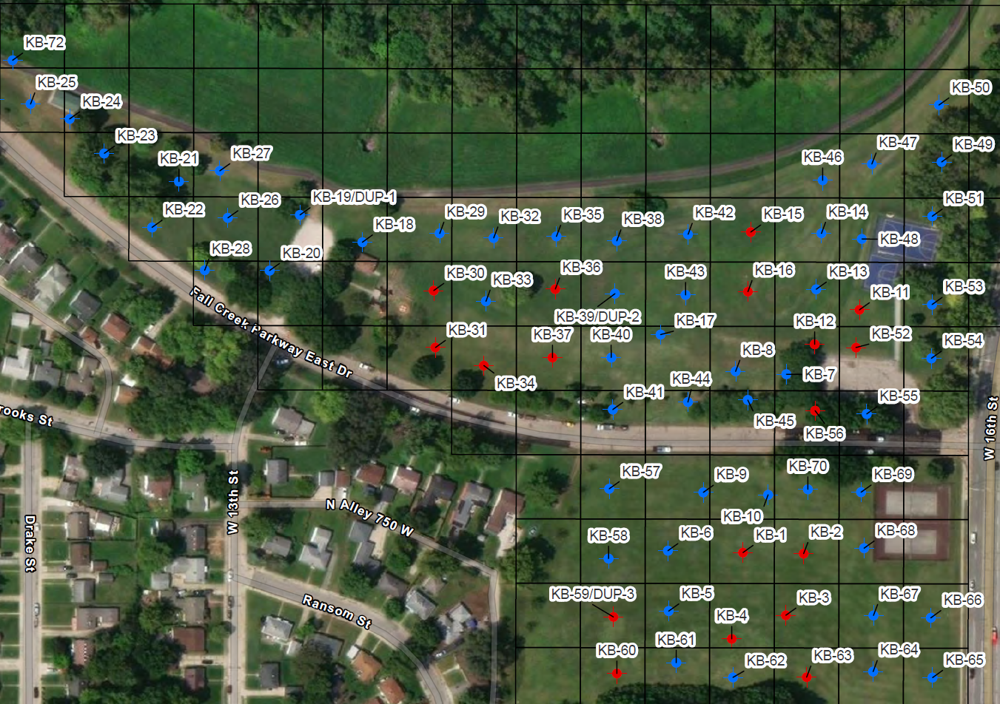 KB-72
KB-25
KB-50
KB-24
KB-23
KB-47
KB-49
KB-21
KB-27
KB-46
KB-19/DUP-1
KB-51
KB-22
KB-26
KB-29
KB-32
KB-35
KB-38
KB-42
KB-15
KB-14
KB-18
KB-48
KB-28
KB-20
KB-30
KB-33
KB-36
KB-43
KB-16
KB-13
KB-11
KB-53
Fall Creek Parkway East Dr
KB-39/DUP-2
KB-17
KB-12
KB-31
KB-37
KB-40
KB-52
KB-54
KB-8
KB-7
KB-34
KB-44
KB-41
KB-55
rooks St
KB-45
KB-56
W 16th St
KB-57
KB-9
KB-70
KB-69
W 13th St
N Alley 750 W
KB-10
Drake St
KB-58
KB-6
KB-1
KB-2
KB-68
KB-59/DUP-3
KB-5
KB-3
KB-67
KB-66
Ransom St
KB-4
KB-60
KB-61
KB-62
KB-63
KB-64
KB-65